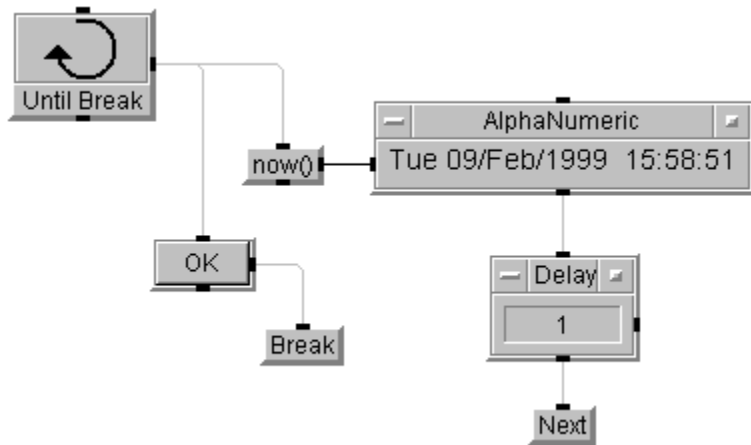 Until Break
AlphaNumeric
now()
Tue 09/Feb/1999 15:58:51
OK
Delay
1
Break
Next